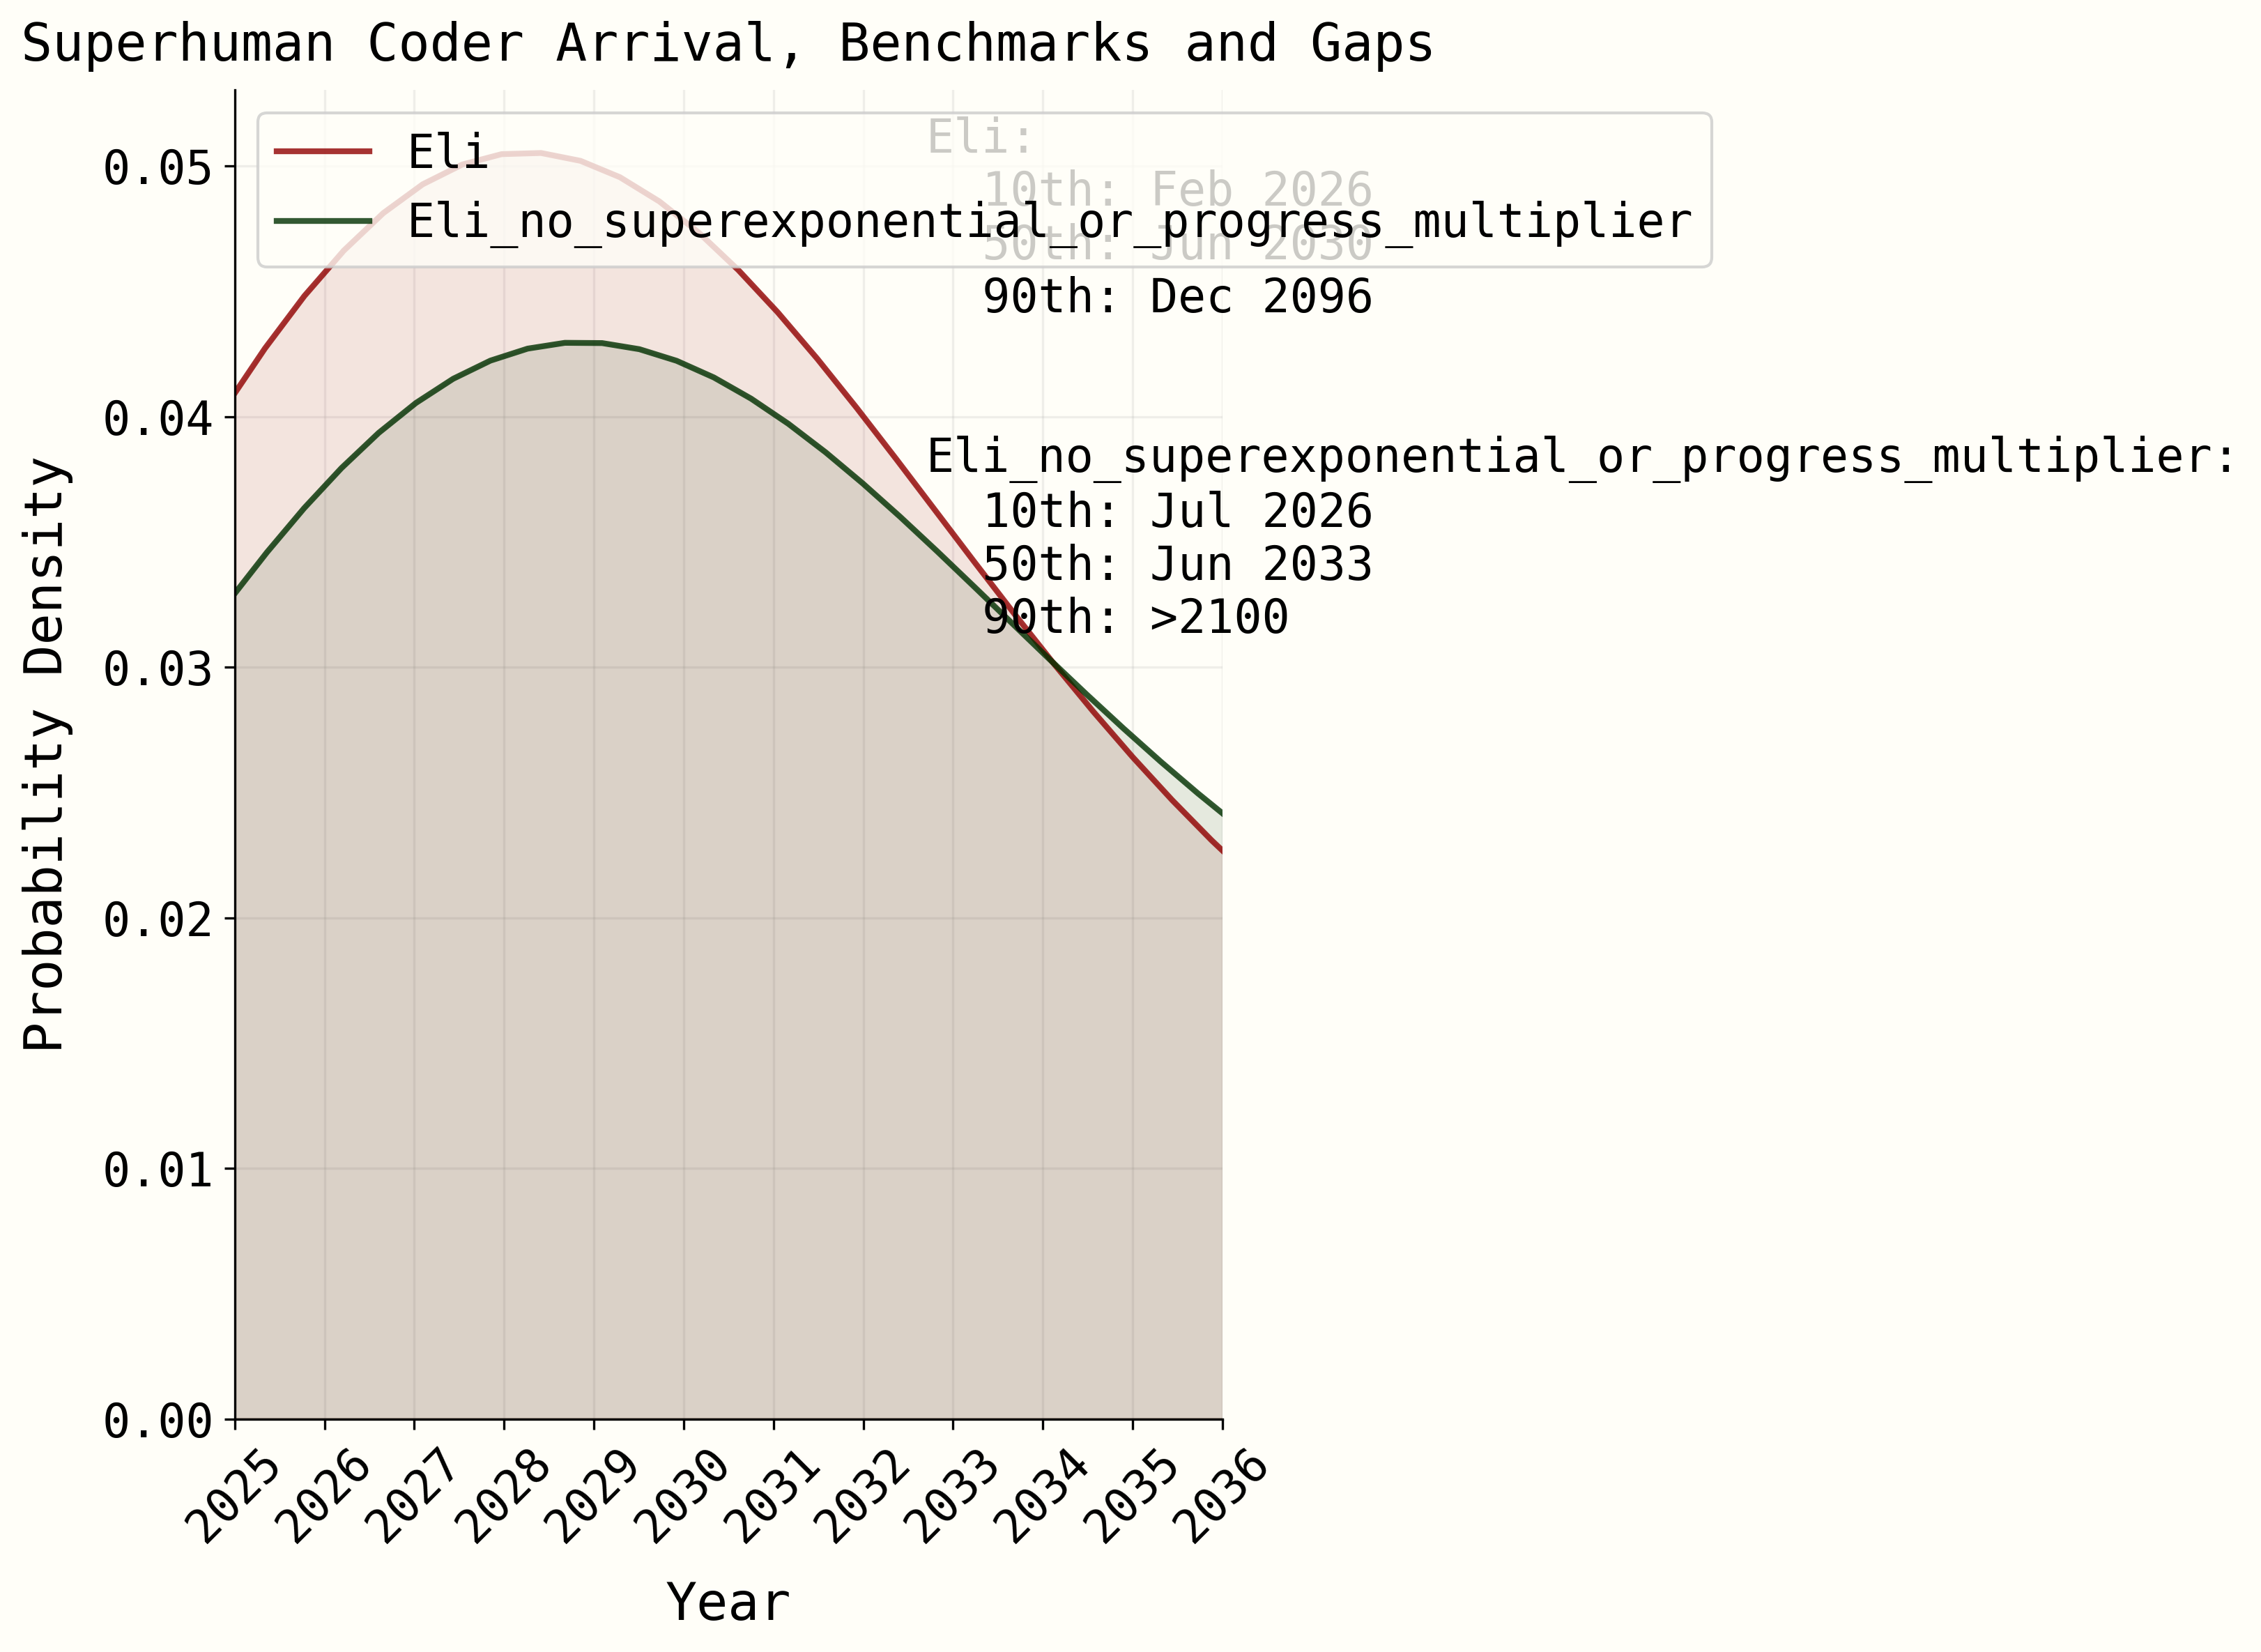 Superhuman Coder Arrival, Benchmarks and Gaps
Eli
Eli_no_superexponential_or_progress_multiplier
Eli:
10th: Feb 2026
50th: Jun 2030
90th: Dec 2096
Eli_no_superexponential_or_progress_multiplier:
10th: Jul 2026
50th: Jun 2033
90th: >2100
Probability Density
0.05
0.04
0.03
0.02
0.01
0.00
2025
2026
2027
2028
2029
2030
2031
2032
2033
2034
2035
2036
Year